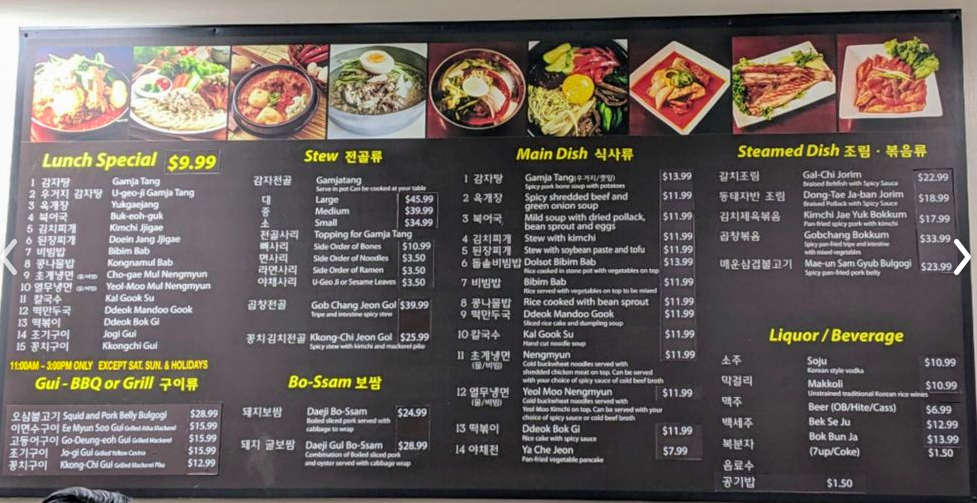 Lunch Special $9.99
1 감자탕 Gamja Tang
2 우거지 감자탕 U-geo-ji Gamja Tang
3 육개장 Yukgaejang
4 북어국 Buk-eoh-guk
5 김치찌개 Kimchi Jjigae
6 된장찌개 Doein Jang Jjigae
7 비빔밥 Bibim Bab
8 콩나물밥 Kongnamul Bab
9 초계냉면 (물/비빔) Cho-gae Mul Nengmyun
10 열무냉면 (물/비빔) Yeol-Moo Mul Nengmyun
11 칼국수 Kal Gook Su
12 떡만두국 Ddeok Mandoo Gook
13 떡볶이 Ddeok Bok Gi
14 조기구이 Jogi Gui
15 꽁치구이 Kkongchi Gui
11:00AM – 3:00PM ONLY EXCEPT SAT. SUN. & HOLIDAYS
Gui - BBQ or Grill 구이류
오삼불고기 Squid and Pork Belly Bulgogi $28.99
이면수구이 Ee Myun Soo Gui Grilled Atka Mackerel $15.99
고등어구이 Go-Deung-eoh Gui Grilled Mackerel $15.99
조기구이 Jo-gi Gui Grilled Yellow Covina $15.99
꽁치구이 Kkong-Chi Gui Grilled Mackerel Pike $12.99
Stew 전골류
감자전골 Gamjatang
Serve in pot Can be cooked at your table
대 Large $45.99
중 Medium $39.99
소 Small $34.99
전골사리 Topping for Gamja Tang
뼈사리 Side Order of Bones $10.99
면사리 Side Order of Noodles $3.50
라면사리 Side Order of Ramen $3.50
야채사리 U-Geo Ji or Sesame Leaves $3.50
곱창전골 Gob Chang Jeon Gol $39.99
Tripe and intestine spicy stew
꽁치김치전골 Kkong-Chi Jeon Gol $25.99
Spicy stew with kimchi and mackerel pike
Bo-Ssam 보쌈
돼지보쌈 Daeji Bo-Ssam $24.99
Boiled sliced pork served with
cabbage to wrap
돼지 굴보쌈 Daeji Gul Bo-Ssam $28.99
Combination of Boiled sliced pork
and oyster served with cabbage wrap
Main Dish 식사류
1 감자탕 Gamja Tang(우거지/깻잎) $13.99
Spicy pork bone soup with potatoes
2 육개장 Spicy shredded beef and $11.99
green onion soup
3 북어국 Mild soup with dried pollack, $11.99
bean sprout and eggs
4 김치찌개 Stew with kimchi $11.99
5 된장찌개 Stew with soybean paste and tofu $11.99
6 돌솥비빔밥 Dolsot Bibim Bab $13.99
Rice cooked in stone pot with vegetables on top
7 비빔밥 Bibim Bab $11.99
Rice served with vegetables on top to be mixed
8 콩나물밥 Rice cooked with bean sprout $11.99
9 떡만두국 Ddeok Mandoo Gook $11.99
Sliced rice cake and dumpling soup
10 칼국수 Kal Gook Su $11.99
Hand cut noodle soup
11 초계냉면 Nengmyun $11.99
(물/비빔) Cold buckwheat noodles served with
shredded chicken meat on top. Can be served
with your choice of spicy sauce of cold beef broth
12 열무냉면 Yeol Moo Nengmyun $11.99
(물/비빔) Cold buckwheat noodles served with
Yeol Moo Kimchi on top. Can be served with your
choice of spicy sauce or cold beef broth
13 떡볶이 Ddeok Bok Gi $11.99
Rice cake with spicy sauce
14 야채전 Ya Che Jeon $7.99
Pan-fried vegetable pancake
Steamed Dish 조림 · 볶음류
갈치조림 Gal-Chi Jorim $22.99
Braised Beltfish with Spicy Sauce
동태자반 조림 Dong-Tae Ja-ban Jorim $18.99
Braised Pollack with Spicy Sauce
김치제육볶음 Kimchi Jae Yuk Bokkum $17.99
Pan-fried spicy pork with kimchi
곱창볶음 Gobchang Bokkum $33.99
Spicy pan-fried tripe and intestine
with mixed vegetables
매운삼겹불고기 Mae-un Sam Gyub Bulgogi $23.99
Spicy pan-fried pork belly
Liquor / Beverage
소주 Soju $10.99
Korean style vodka
막걸리 Makkoli $10.99
Unstrained traditional Korean rice wines
맥주 Beer (OB/Hite/Cass) $6.99
백세주 Bek Se Ju $12.99
복분자 Bok Bun Ja $13.99
음료수 (7up/Coke) $1.50
공기밥 $1.50